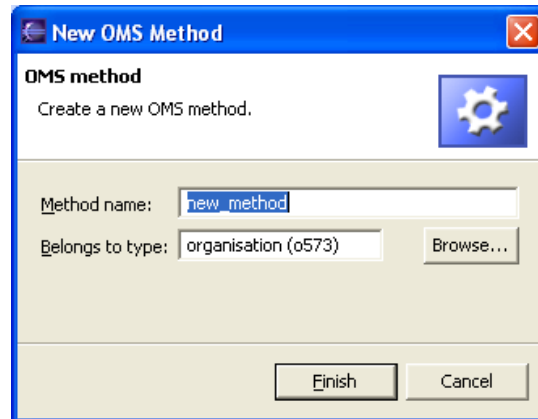 New OMS Method
OMS method
Create a new OMS method.
Method name: new_method
Belongs to type: organisation (o573) Browse...
Finish Cancel